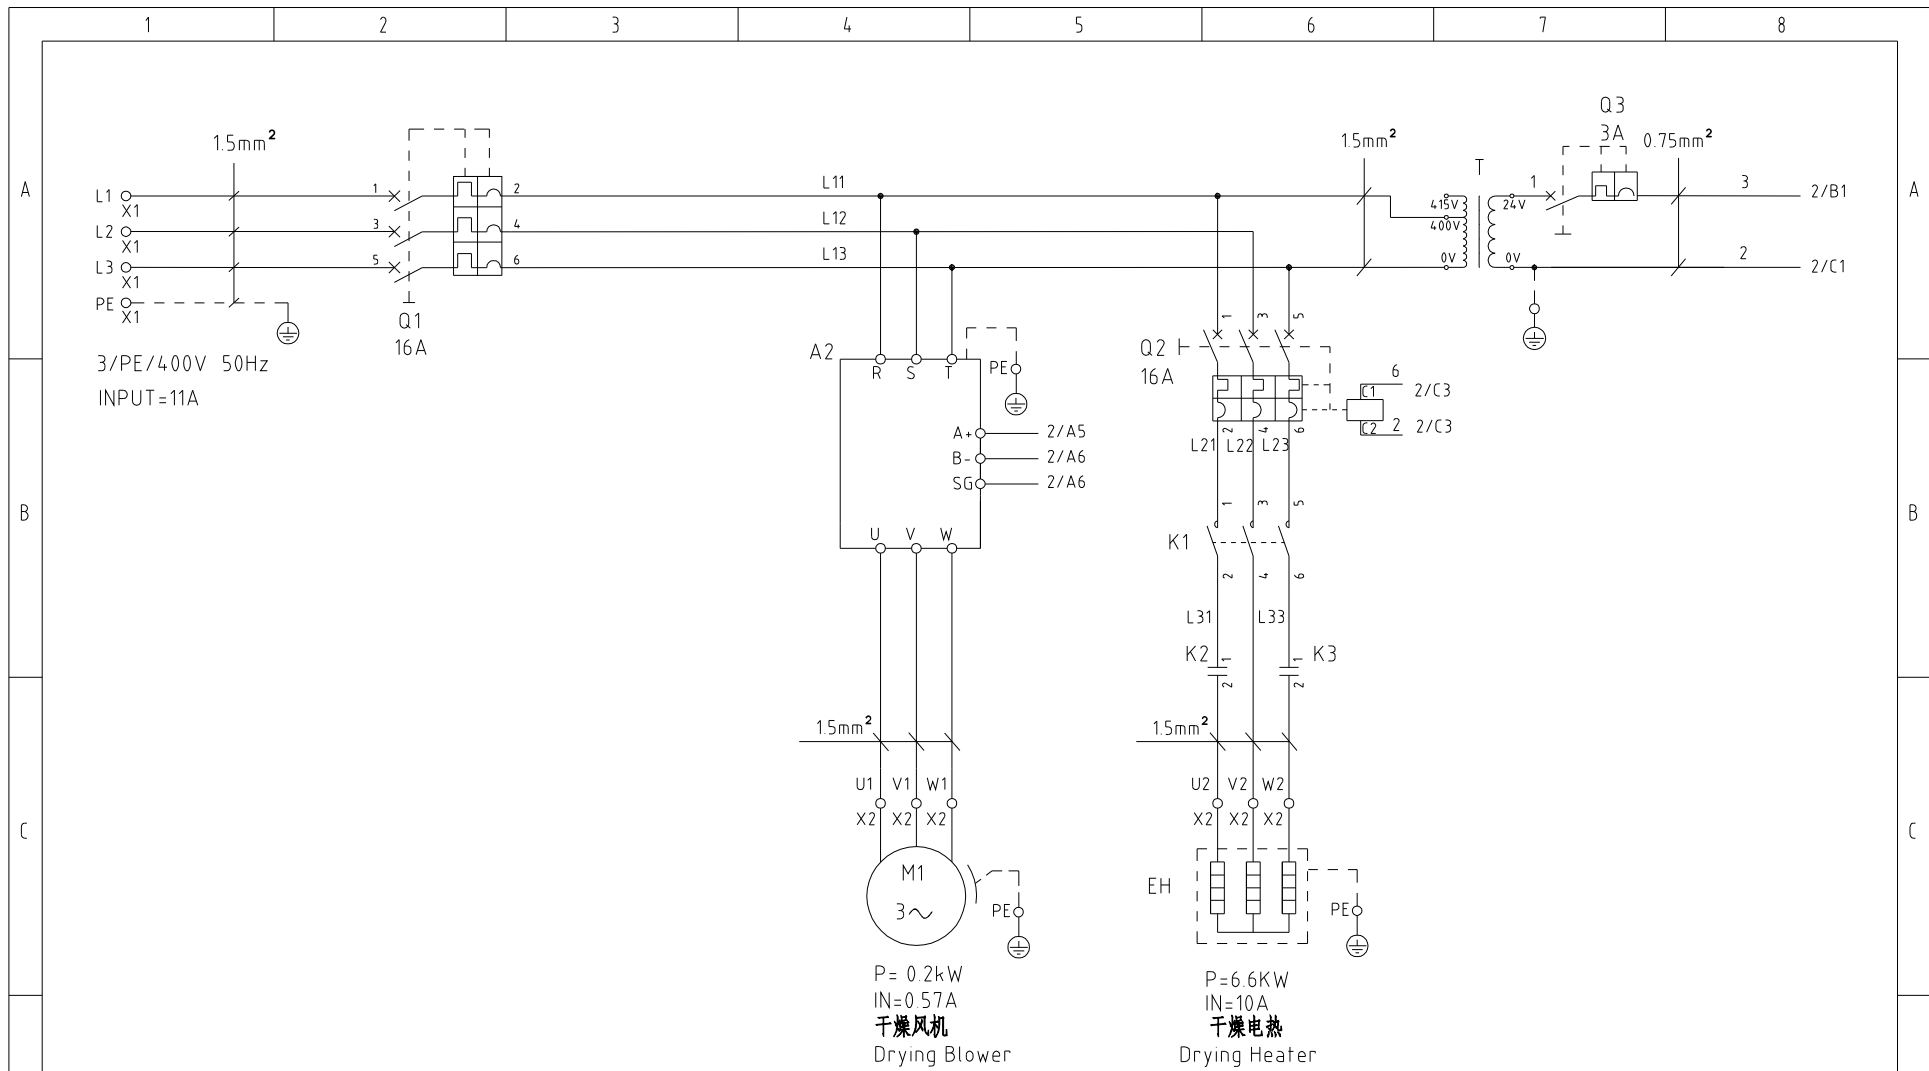 1 2 3 4 5 6 7 8
Q3
1.5mm² 1.5mm² 3A 0.75mm²
T
A L1 1 2 L11 415V 24V 1 3 2/B1 A
X1
L2 3 4 L12 400V
X1
L3 5 6 L13 0V 0V 2 2/C1
X1
PE
X1
Q1
16A
3/PE/400V 50Hz
INPUT=11A
1 3 5
A2 R S T PE
Q2
16A
C1 6 2/C3
C2 2 2/C3
2 4 6
L21 L22 L23
A+ 2/A5
B- 2/A6
SG 2/A6
B B
1 3 5
U V W
K1
2 4 6
L31 L33
K2 1 1 K3
2 2
1.5mm² 1.5mm²
U1 V1 W1 U2 V2 W2
X2 X2 X2 X2 X2 X2
C C
M1
3~
PE
EH
PE
P= 0.2kW
IN=0.57A
干燥风机
Drying Blower
P=6.6KW
IN=10A
干燥电热
Drying Heater